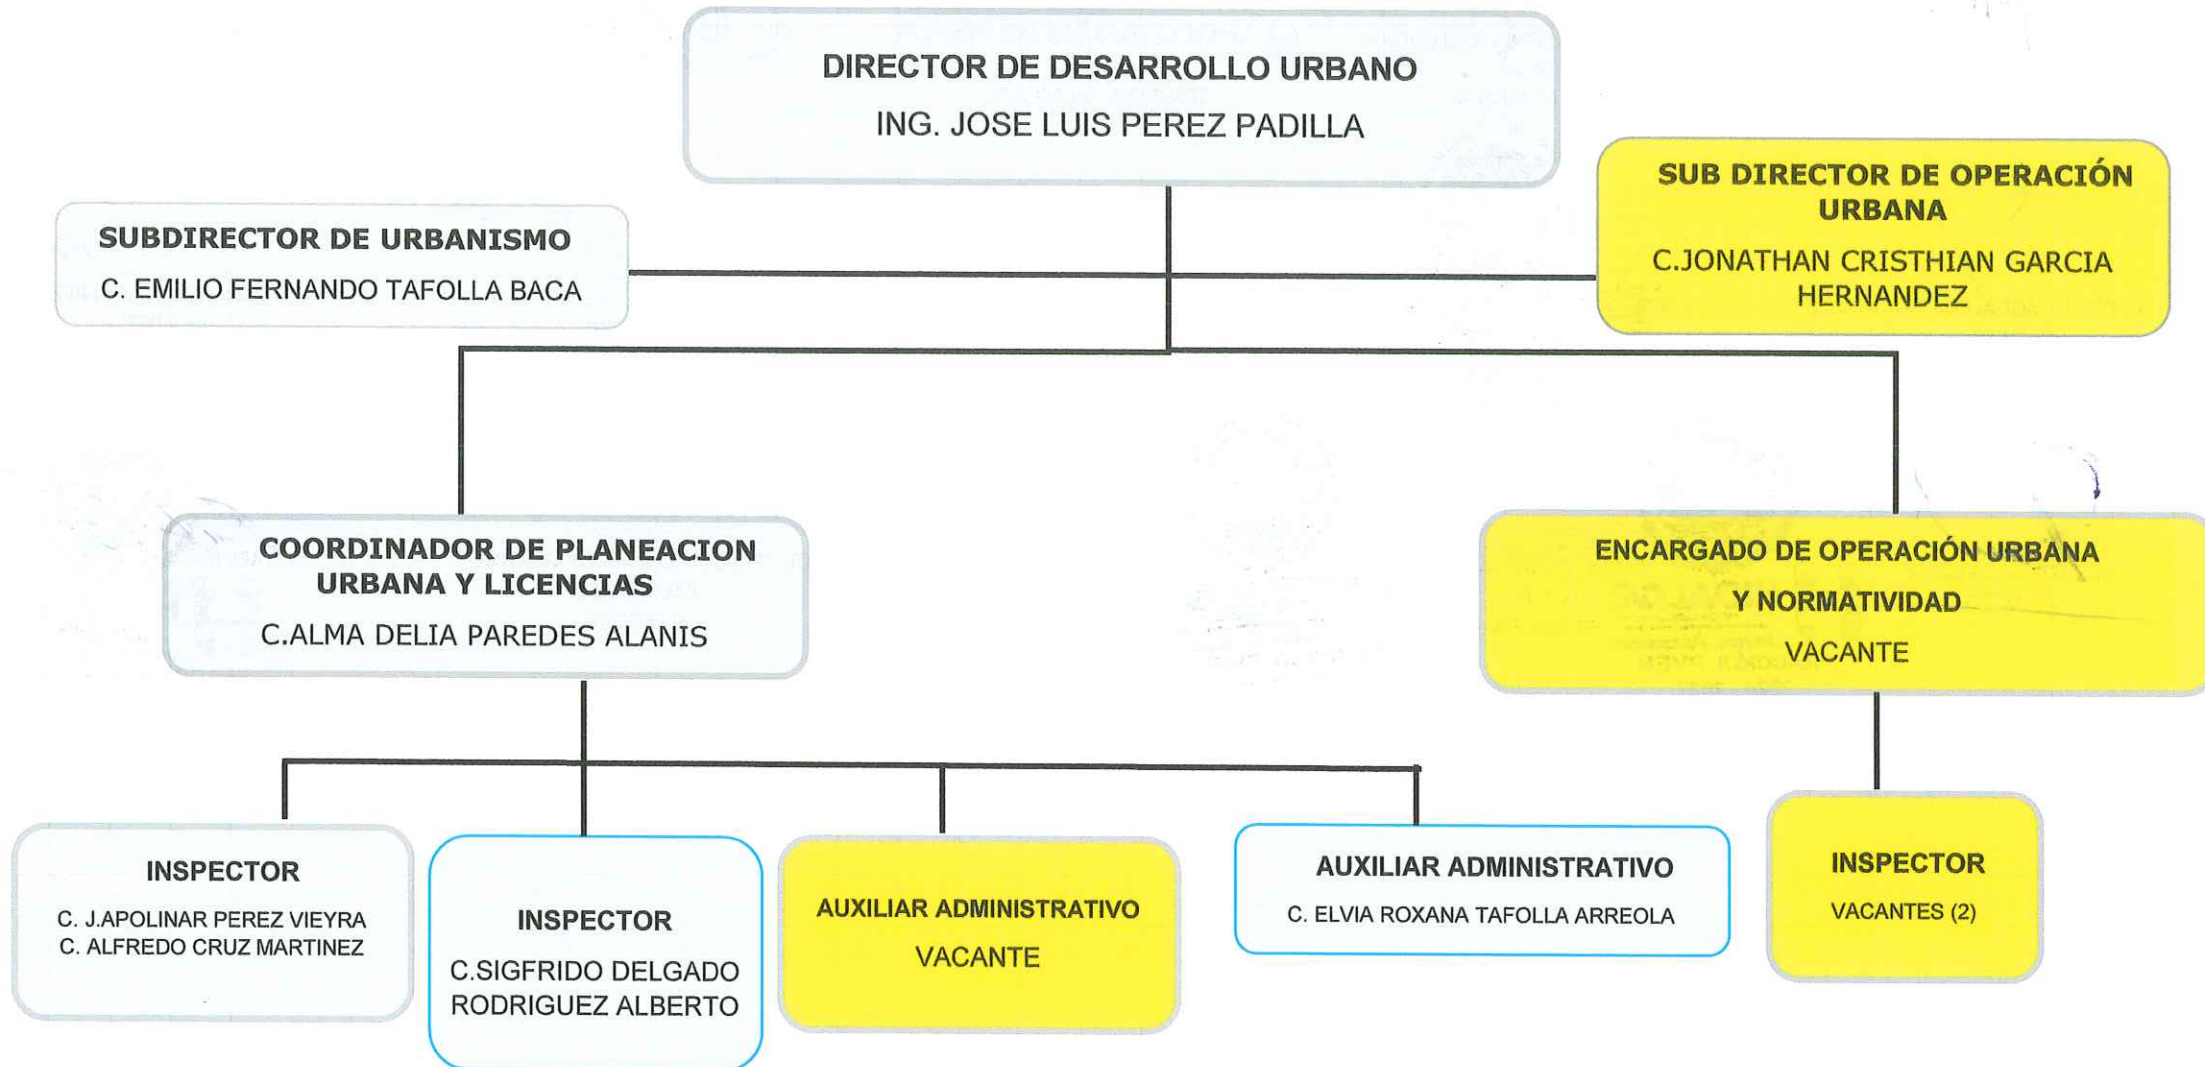 DIRECTOR DE DESARROLLO URBANO
ING. JOSE LUIS PEREZ PADILLA
SUB DIRECTOR DE OPERACIÓN
URBANA
C.JONATHAN CRISTHIAN GARCIA
HERNANDEZ
SUBDIRECTOR DE URBANISMO
C. EMILIO FERNANDO TAFOLLA BACA
COORDINADOR DE PLANEACION
URBANA Y LICENCIAS
C.ALMA DELIA PAREDES ALANIS
ENCARGADO DE OPERACIÓN URBANA
Y NORMATIVIDAD
VACANTE
INSPECTOR
C. J.APOLINAR PEREZ VIEYRA
C. ALFREDO CRUZ MARTINEZ
INSPECTOR
C.SIGFRIDO DELGADO
RODRIGUEZ ALBERTO
AUXILIAR ADMINISTRATIVO
VACANTE
AUXILIAR ADMINISTRATIVO
C. ELVIA ROXANA TAFOLLA ARREOLA
INSPECTOR
VACANTES (2)